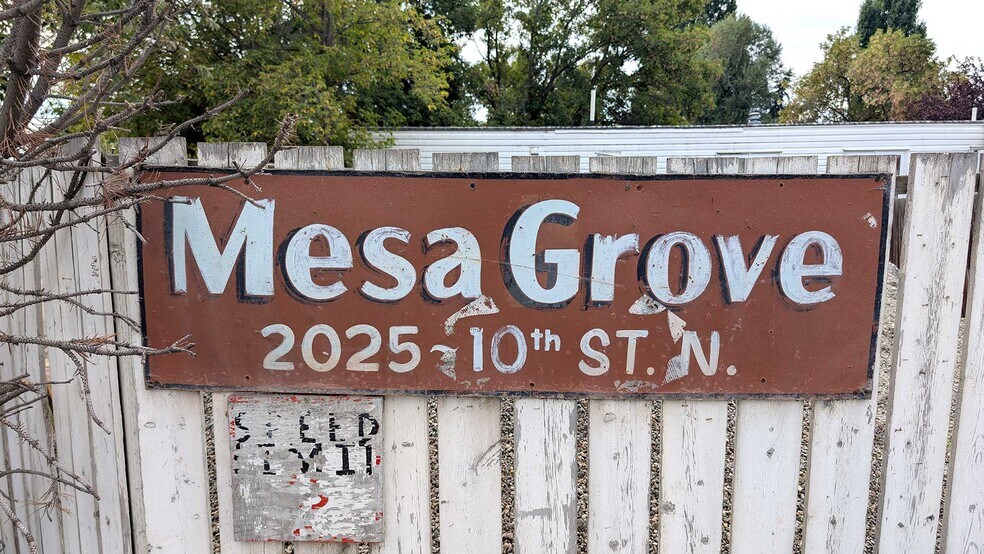 Mesa Grove
2025-10th ST. N.
SPEED
LIMIT